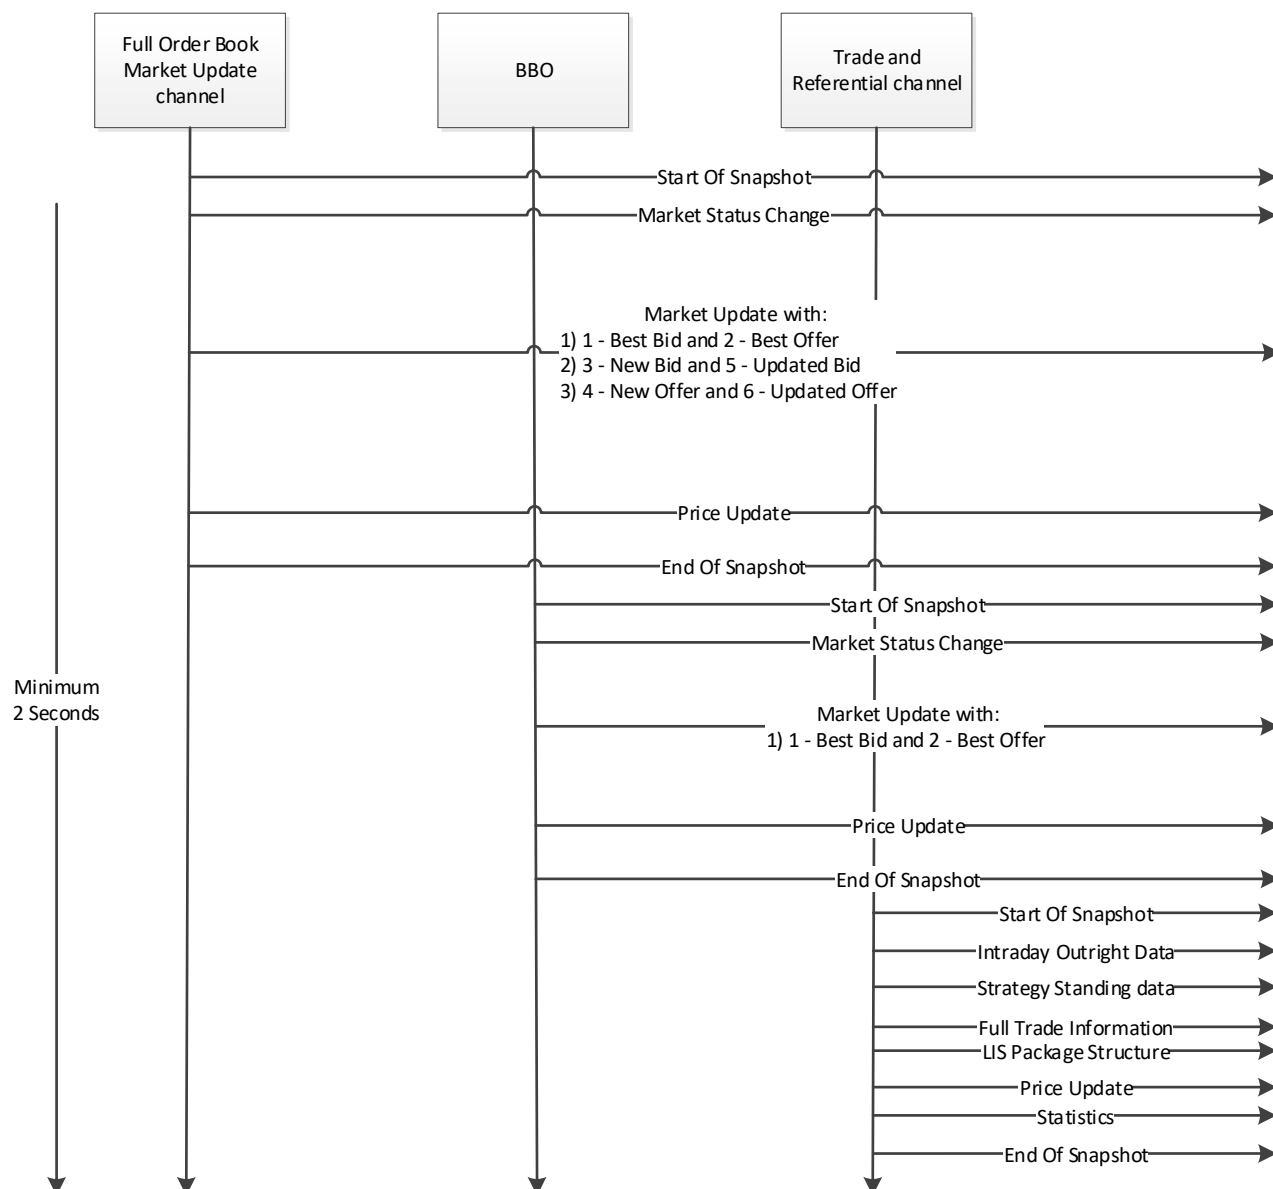 Full Order Book
Market Update
channel
BBO
Trade and
Referential channel
Start Of Snapshot
Market Status Change
Market Update with:
1) 1 - Best Bid and 2 - Best Offer
2) 3 - New Bid and 5 - Updated Bid
3) 4 - New Offer and 6 - Updated Offer
Price Update
End Of Snapshot
Start Of Snapshot
Market Status Change
Minimum
2 Seconds
Market Update with:
1) 1 - Best Bid and 2 - Best Offer
Price Update
End Of Snapshot
Start Of Snapshot
Intraday Outright Data
Strategy Standing data
Full Trade Information
LIS Package Structure
Price Update
Statistics
End Of Snapshot